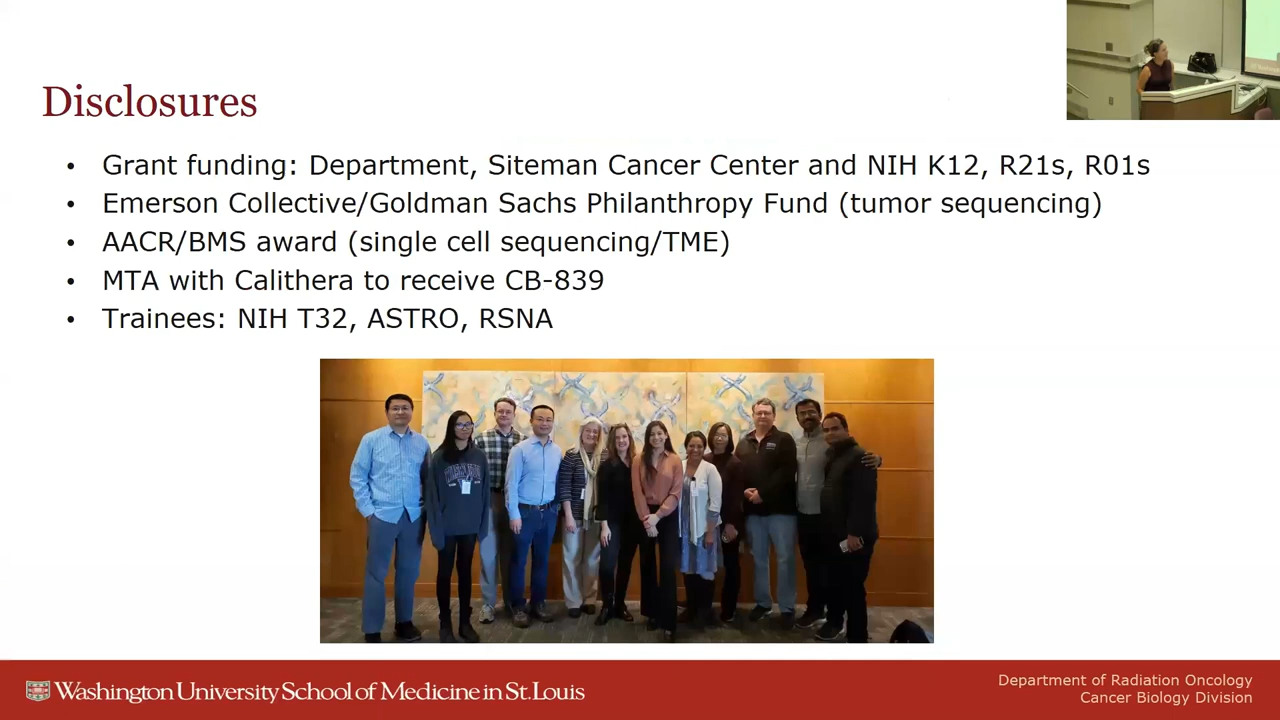 Disclosures
• Grant funding: Department, Siteman Cancer Center and NIH K12, R21s, R01s
• Emerson Collective/Goldman Sachs Philanthropy Fund (tumor sequencing)
• AACR/BMS award (single cell sequencing/TME)
• MTA with Calithera to receive CB-839
• Trainees: NIH T32, ASTRO, RSNA
Washington University School of Medicine in St. Louis
Department of Radiation Oncology
Cancer Biology Division